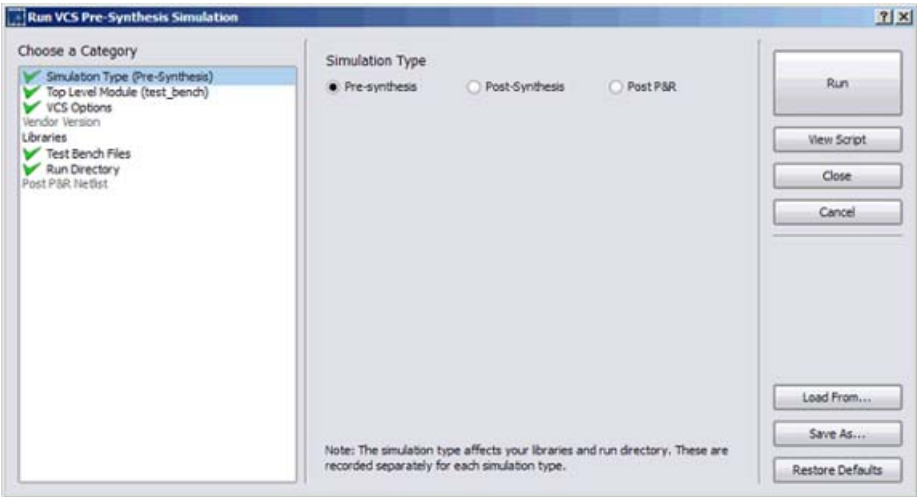 Run VCS Pre-Synthesis Simulation
Choose a Category
Simulation Type (Pre-Synthesis)
Top Level Module (test_bench)
VCS Options
Vendor Version
Libraries
Test Bench Files
Run Directory
Post P&R Netlist
Simulation Type
Pre-synthesis
Post-Synthesis
Post P&R
Note: The simulation type affects your libraries and run directory. These are
recorded separately for each simulation type.
Run
View Script
Close
Cancel
Load From...
Save As...
Restore Defaults